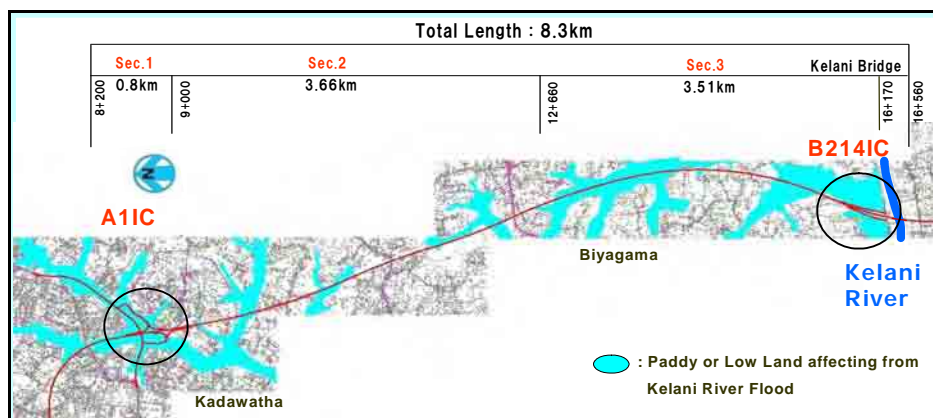 Total Length : 8.3km
Sec.1
Sec.2
Sec.3
Kelani Bridge
0.8km
3.66km
3.51km
8+200
9+000
12+660
16+170
16+560
N
B214IC
A1IC
Biyagama
Kelani
River
: Paddy or Low Land affecting from
Kelani River Flood
Kadawatha